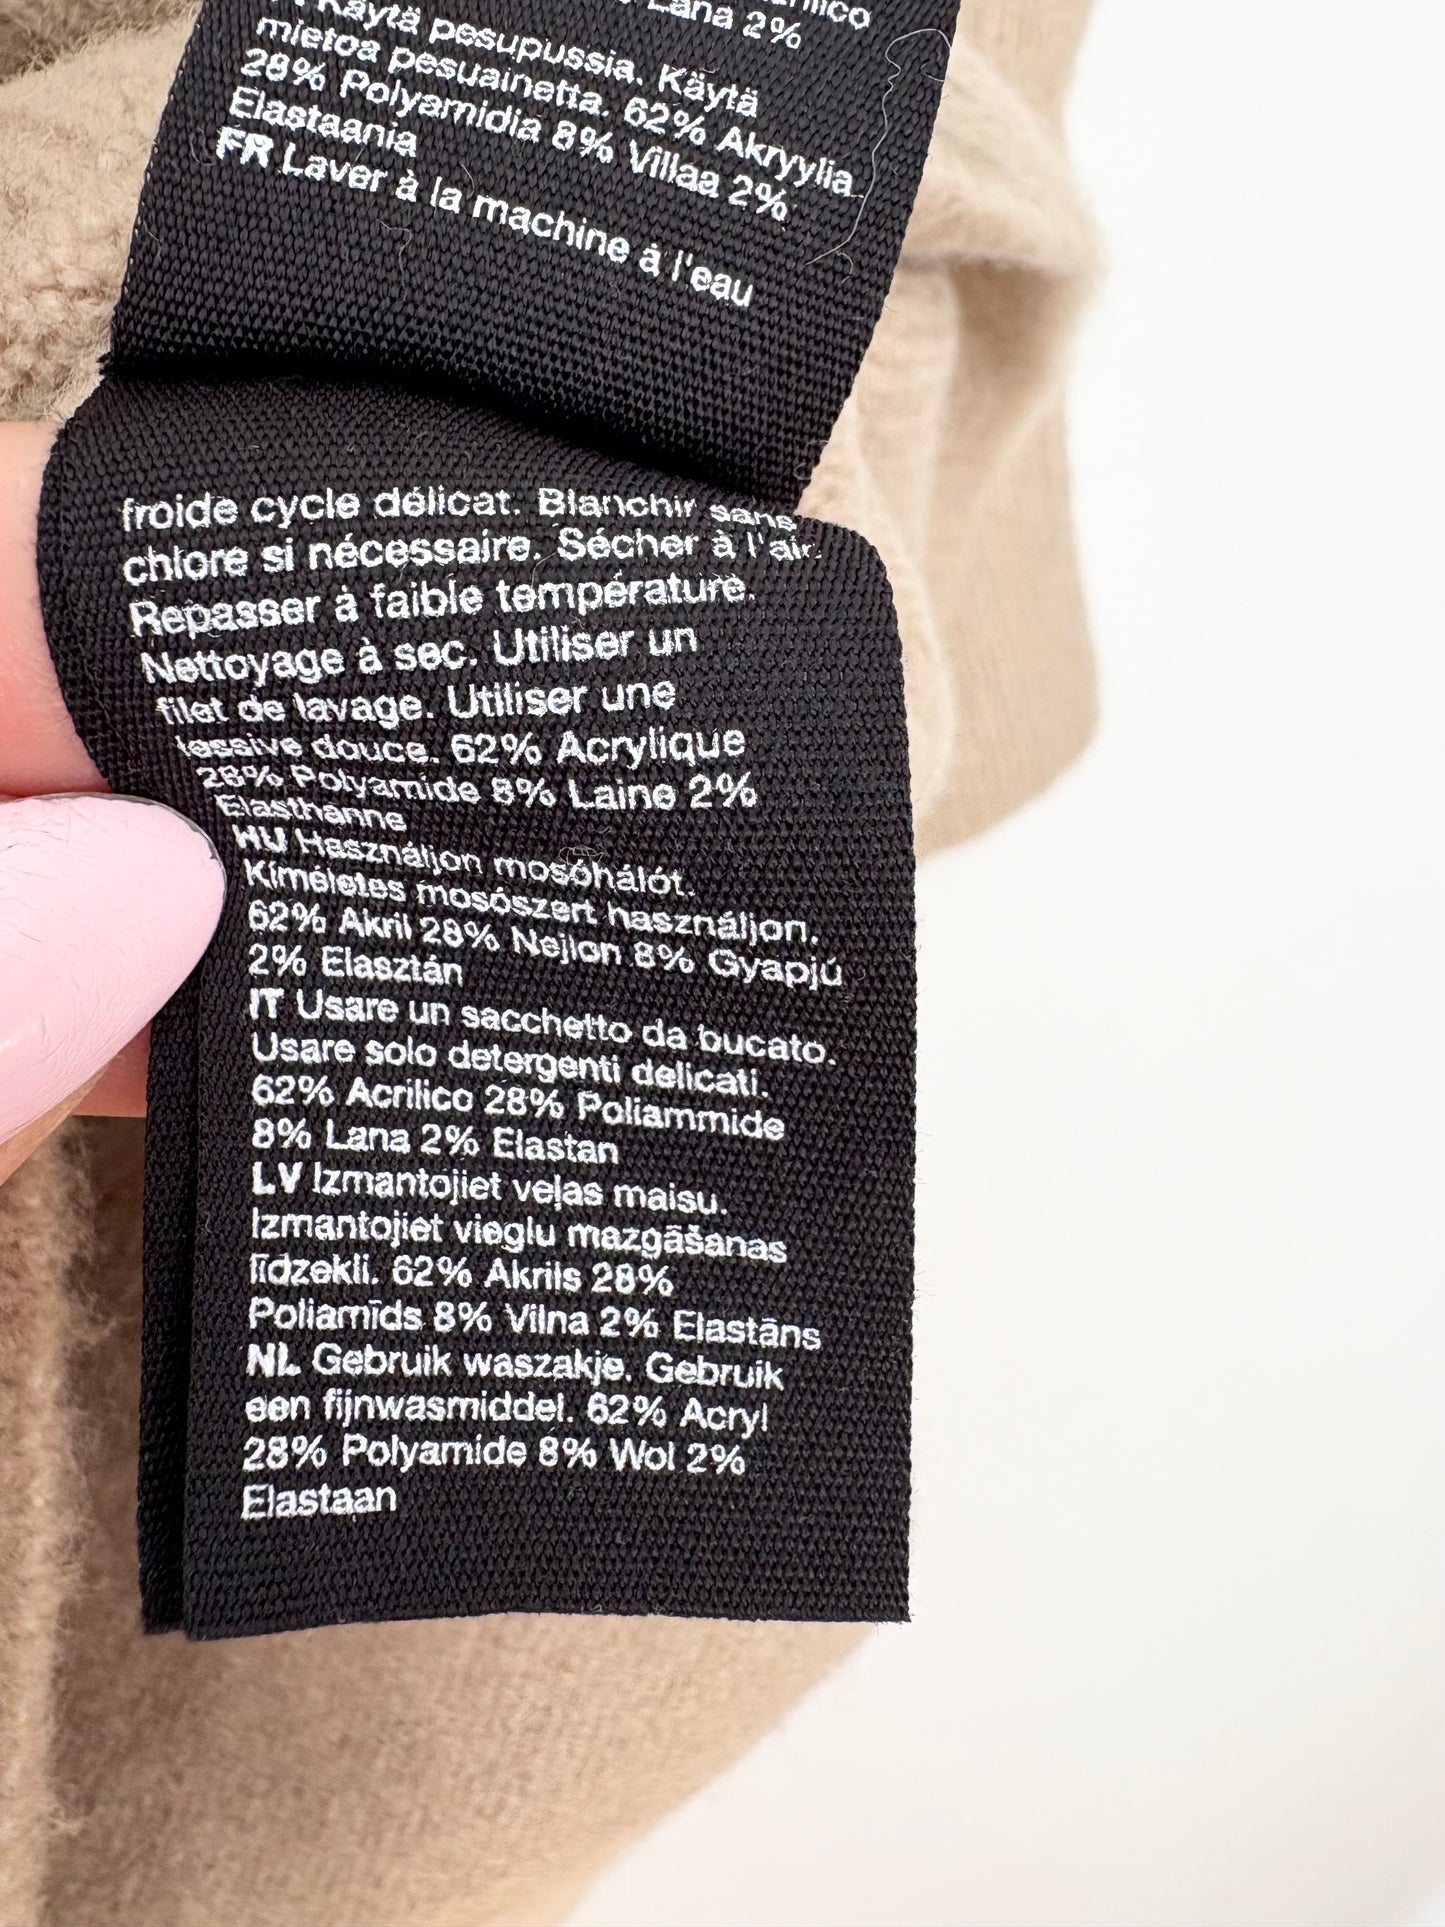 Lana 2%
Käytä pesupussia. Käytä
mietoa pesuainetta. 62% Akryylia
28% Polyamidia 8% Villaa 2%
Elastaania
FR Laver à la machine à l'eau
froide cycle délicat. Blanchir sans
chlore si nécessaire. Sécher à l'air.
Repasser à faible température.
Nettoyage à sec. Utiliser un
filet de lavage. Utiliser une
lessive douce. 62% Acrylique
28% Polyamide 8% Laine 2%
Elasthanne
HU Használjon mosóhálót.
Kíméletes mosószert használjon.
62% Akril 28% Nejlon 8% Gyapjú
2% Elasztán
IT Usare un sacchetto da bucato.
Usare solo detergenti delicati.
62% Acrilico 28% Poliammide
8% Lana 2% Elastan
LV Izmantojiet veļas maisu.
Izmantojiet vieglu mazgāšanas
līdzekli. 62% Akrils 28%
Poliamīds 8% Vilna 2% Elastāns
NL Gebruik waszakje. Gebruik
een fijnwasmiddel. 62% Acryl
28% Polyamide 8% Wol 2%
Elastaan